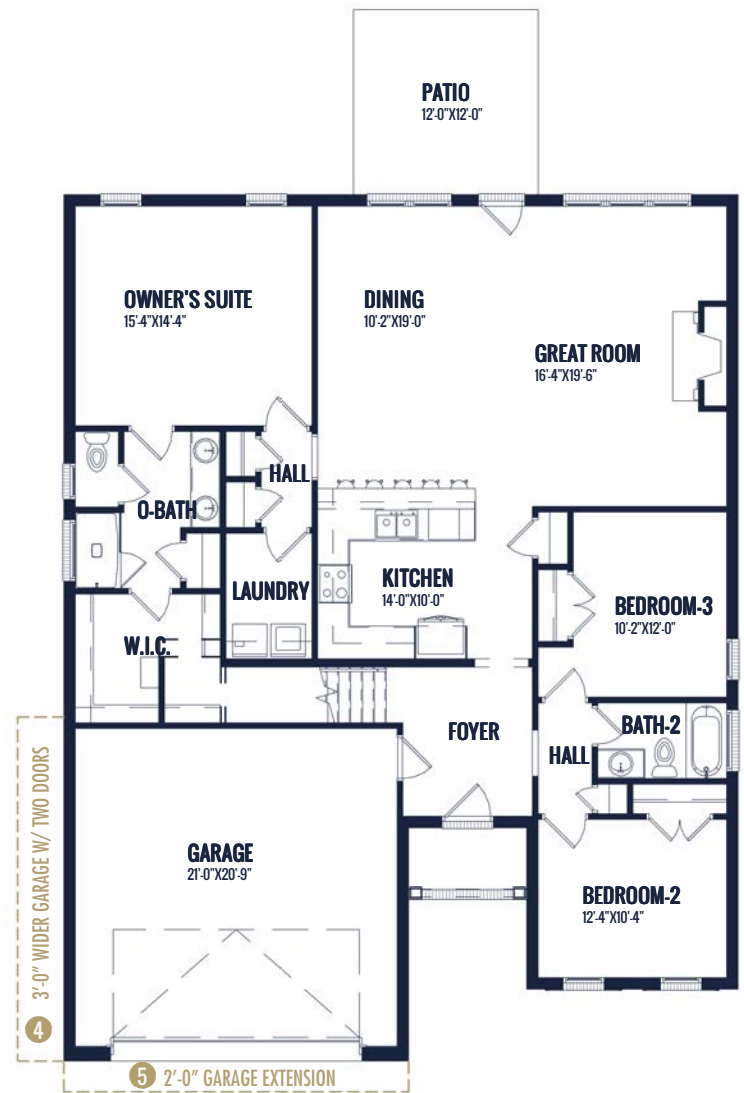 PATIO
12'-0"X12'-0"
OWNER'S SUITE
15'-4"X14'-4"
DINING
10'-2"X19'-0"
GREAT ROOM
16'-4"X19'-6"
HALL
O-BATH
LAUNDRY
KITCHEN
14'-0"X10'-0"
BEDROOM-3
10'-2"X12'-0"
W.I.C.
FOYER
BATH-2
HALL
GARAGE
21'-0"X20'-9"
BEDROOM-2
12'-4"X10'-4"
4 3'-0" WIDER GARAGE W/ TWO DOORS
5 2'-0" GARAGE EXTENSION